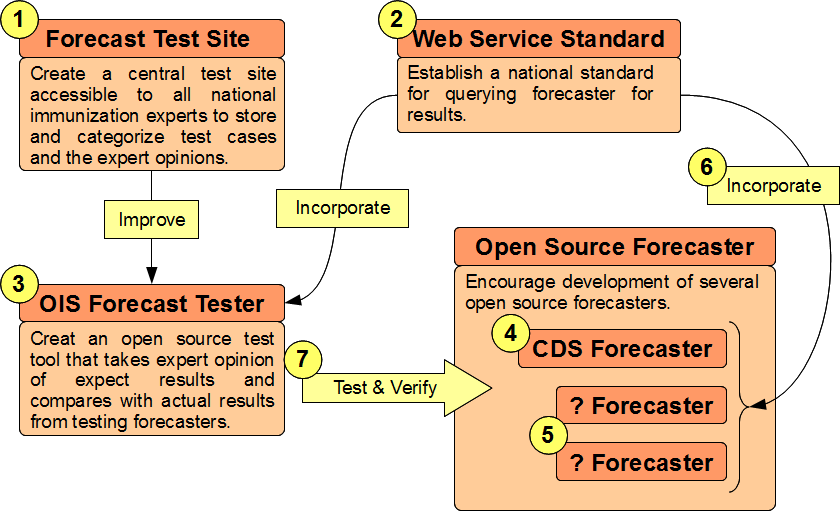 1
Forecast Test Site
Create a central test site
accessible to all national
immunization experts to store
and categorize test cases
and the expert opinions.
2
Web Service Standard
Establish a national standard
for querying forecaster for
results.
6
Incorporate
Improve
Incorporate
3
OIS Forecast Tester
Creat an open source test
tool that takes expert opinion
of expect results and
compares with actual results
from testing forecasters.
7
Test & Verify
Open Source Forecaster
Encourage development of several
open source forecasters.
4
CDS Forecaster
? Forecaster
5
? Forecaster